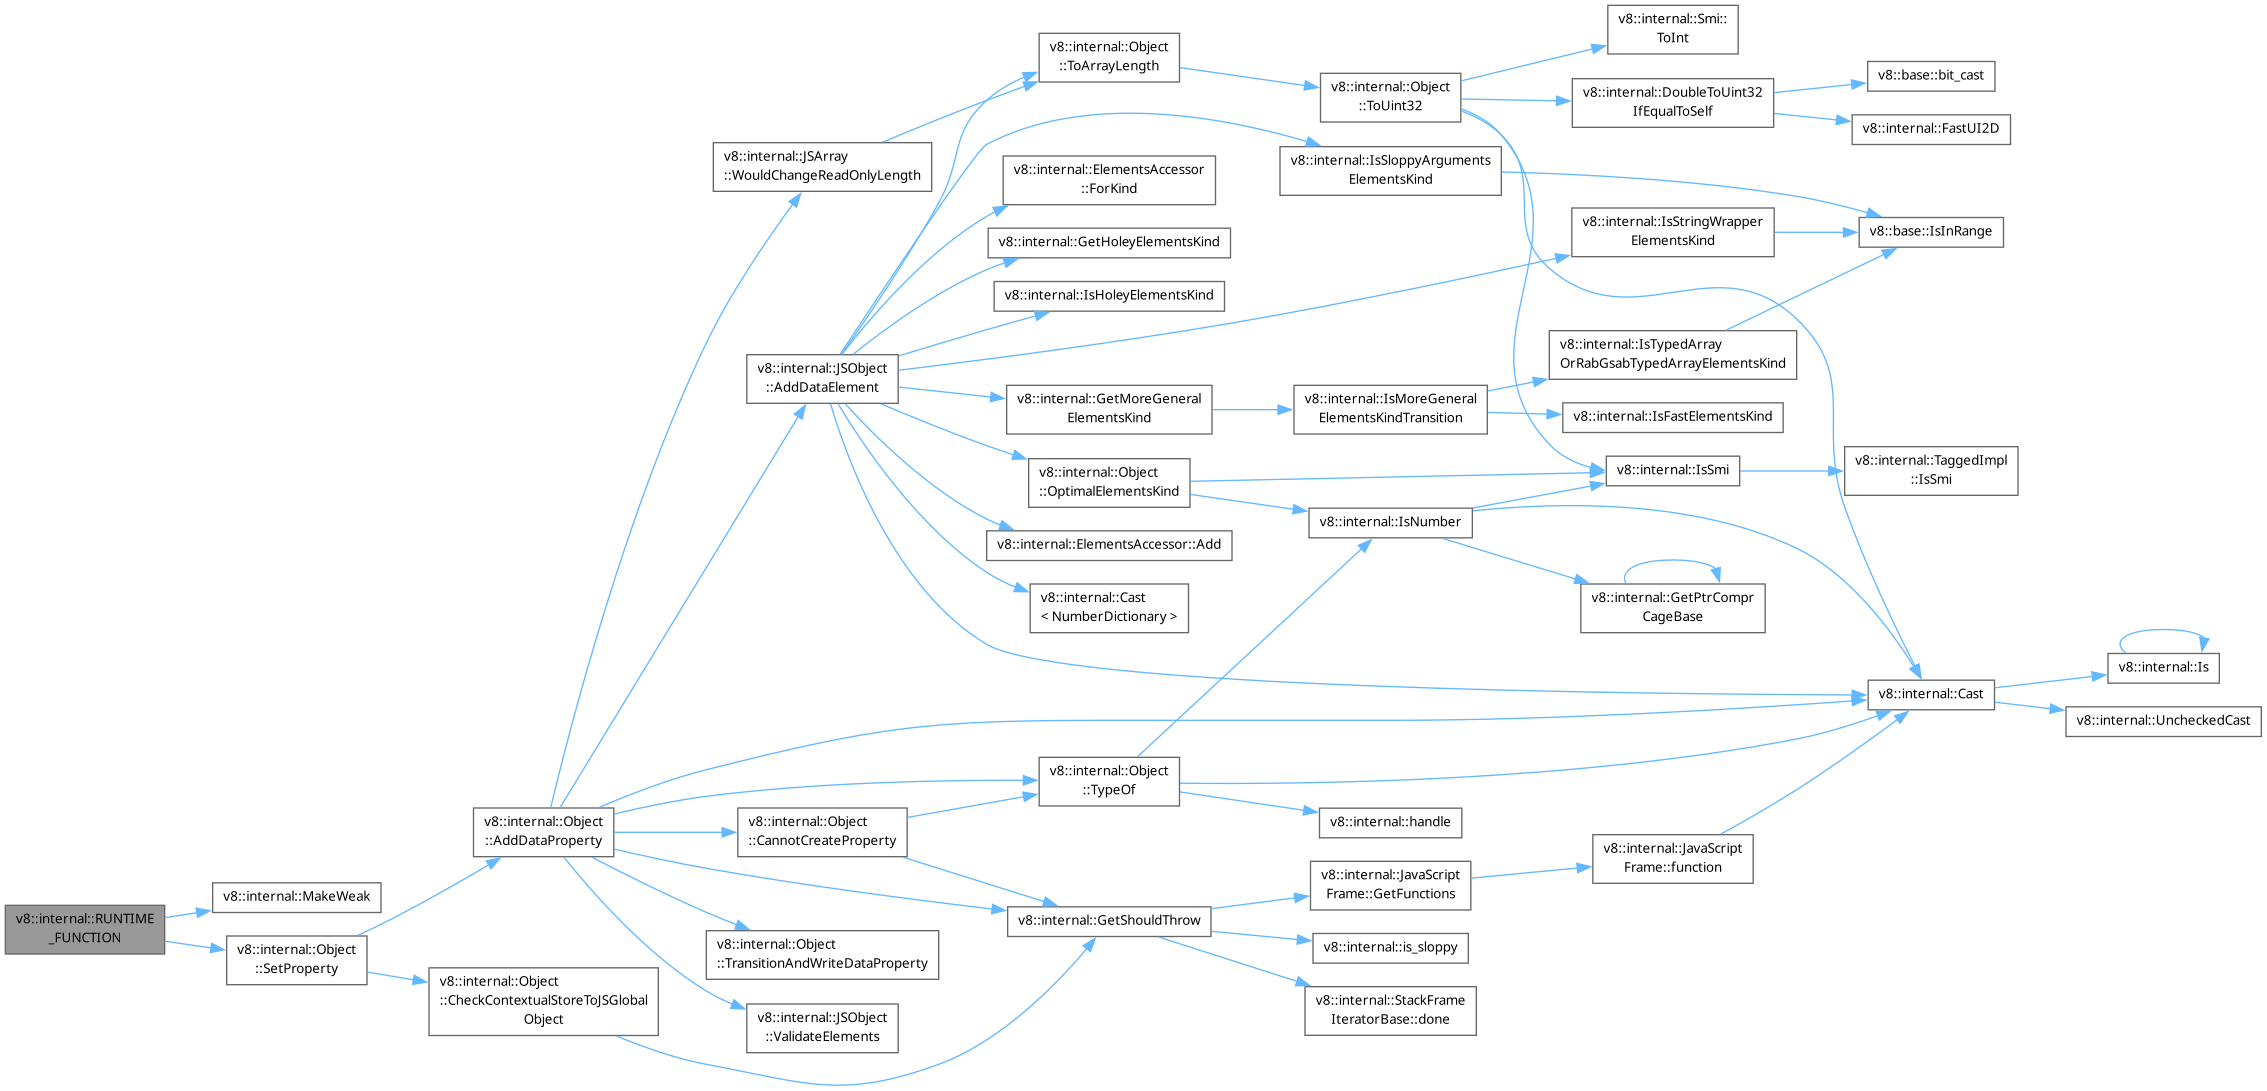 v8::internal::RUNTIME
_FUNCTION
v8::internal::MakeWeak
v8::internal::Object
::SetProperty
v8::internal::Object
::AddDataProperty
v8::internal::Object
::CheckContextualStoreToJSGlobal
Object
v8::internal::JSArray
::WouldChangeReadOnlyLength
v8::internal::JSObject
::AddDataElement
v8::internal::Object
::CannotCreateProperty
v8::internal::Object
::TransitionAndWriteDataProperty
v8::internal::JSObject
::ValidateElements
v8::internal::Object
::ToArrayLength
v8::internal::ElementsAccessor
::ForKind
v8::internal::GetHoleyElementsKind
v8::internal::IsHoleyElementsKind
v8::internal::GetMoreGeneral
ElementsKind
v8::internal::Object
::OptimalElementsKind
v8::internal::ElementsAccessor::Add
v8::internal::Cast
< NumberDictionary >
v8::internal::Object
::TypeOf
v8::internal::GetShouldThrow
v8::internal::Object
::ToUint32
v8::internal::IsSloppyArguments
ElementsKind
v8::internal::IsMoreGeneral
ElementsKindTransition
v8::internal::IsNumber
v8::internal::handle
v8::internal::JavaScript
Frame::GetFunctions
v8::internal::is_sloppy
v8::internal::StackFrame
IteratorBase::done
v8::internal::Smi::
ToInt
v8::internal::DoubleToUint32
IfEqualToSelf
v8::internal::IsStringWrapper
ElementsKind
v8::internal::IsTypedArray
OrRabGsabTypedArrayElementsKind
v8::internal::IsFastElementsKind
v8::internal::IsSmi
v8::internal::GetPtrCompr
CageBase
v8::internal::JavaScript
Frame::function
v8::base::bit_cast
v8::internal::FastUI2D
v8::base::IsInRange
v8::internal::TaggedImpl
::IsSmi
v8::internal::Cast
v8::internal::Is
v8::internal::UncheckedCast